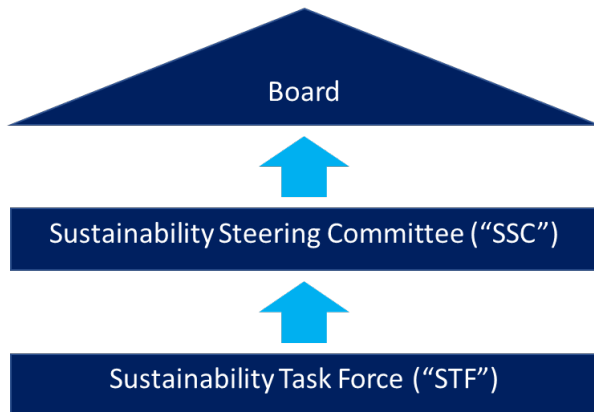 Board
Sustainability Steering Committee (“SSC”)
Sustainability Task Force (“STF”)